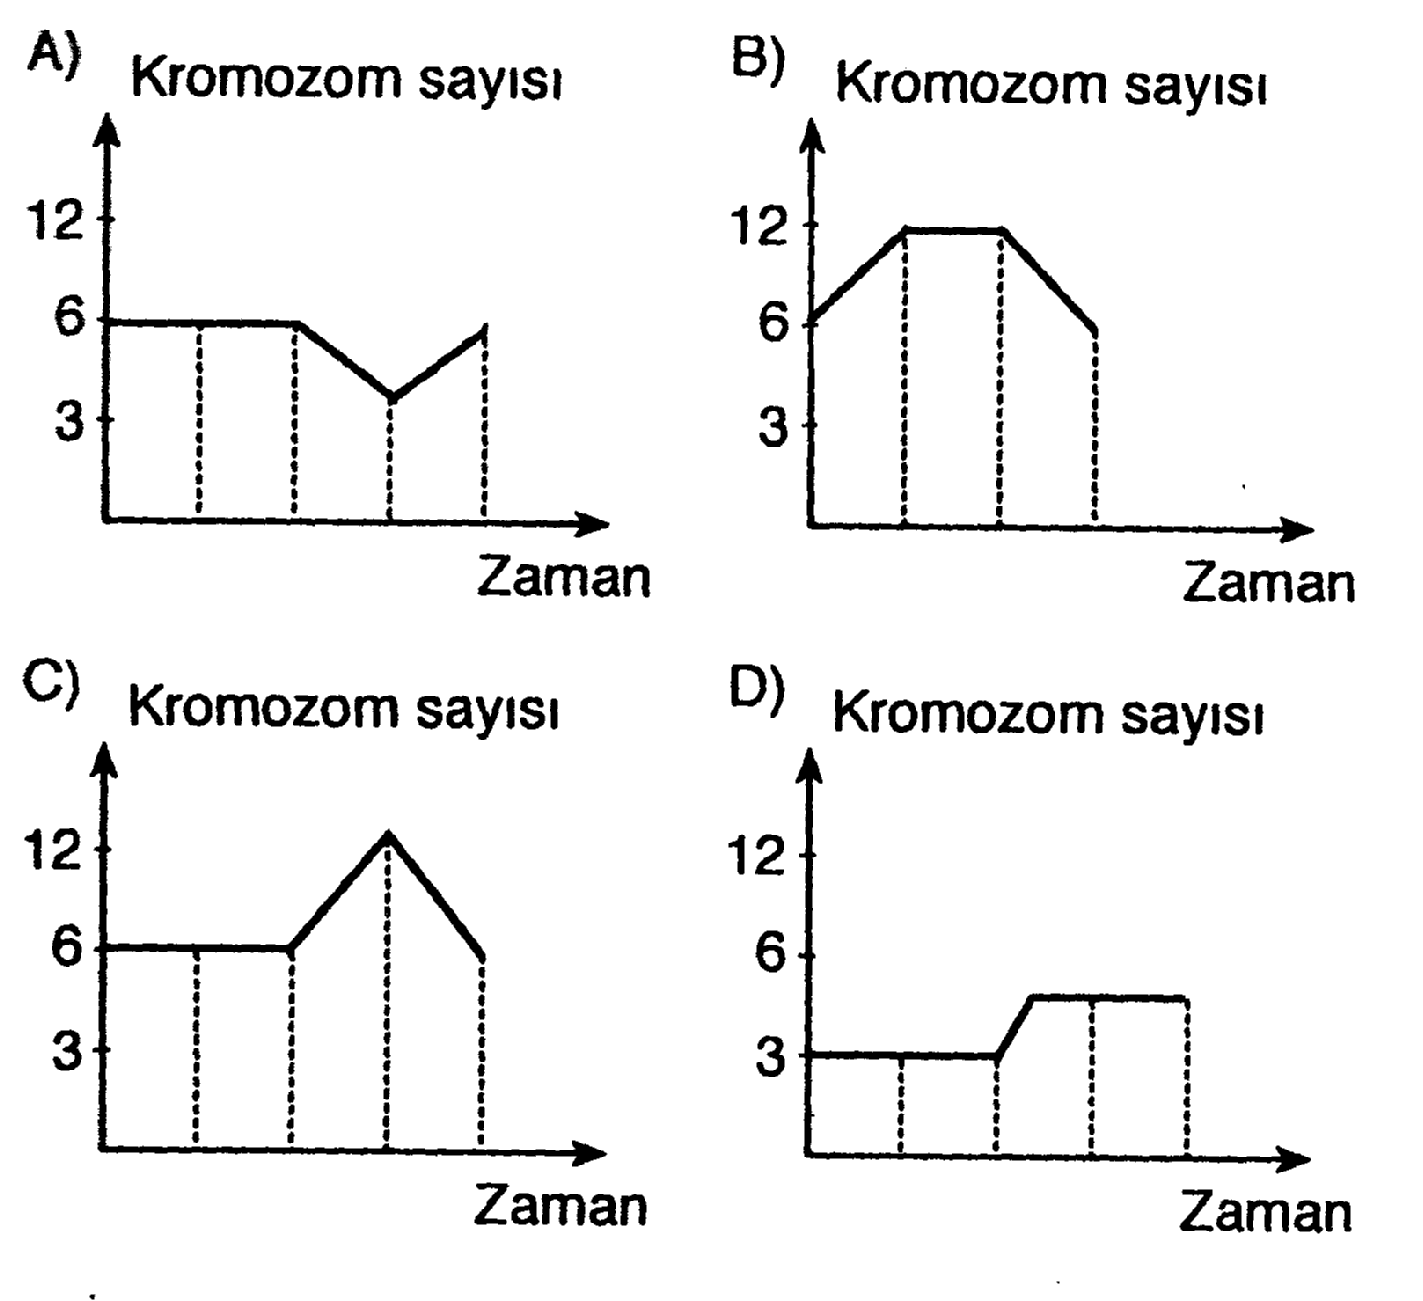 A)
Kromozom sayısı
12
6
3
Zaman
B)
Kromozom sayısı
12
6
3
Zaman
C)
Kromozom sayısı
12
6
3
Zaman
D)
Kromozom sayısı
12
6
3
Zaman